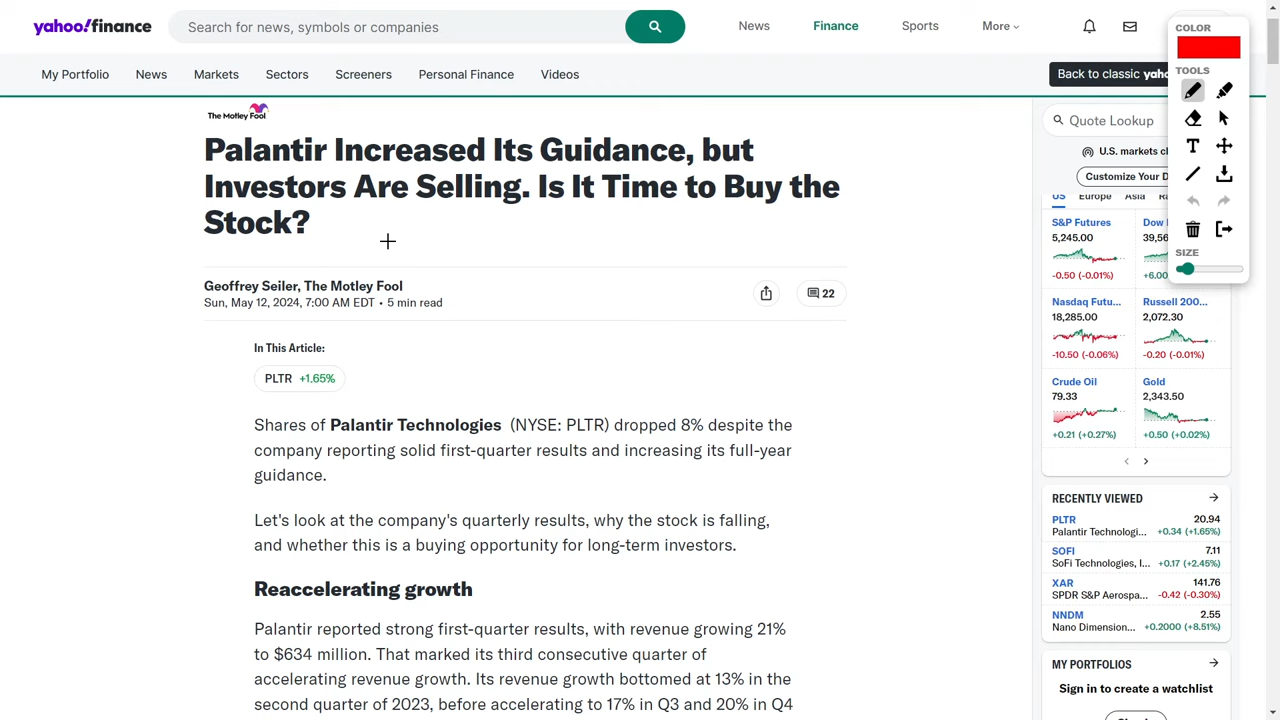 yahoo!finance
Search for news, symbols or companies
News
Finance
Sports
More
COLOR
TOOLS
T
SIZE
My Portfolio
News
Markets
Sectors
Screeners
Personal Finance
Videos
Back to classic
The Motley Fool
Palantir Increased Its Guidance, but
Investors Are Selling. Is It Time to Buy the
Stock?
Geoffrey Seiler, The Motley Fool
Sun, May 12, 2024, 7:00 AM EDT • 5 min read
22
In This Article:
PLTR +1.65%
Shares of Palantir Technologies (NYSE: PLTR) dropped 8% despite the
company reporting solid first-quarter results and increasing its full-year
guidance.
Let's look at the company's quarterly results, why the stock is falling,
and whether this is a buying opportunity for long-term investors.
Reaccelerating growth
Palantir reported strong first-quarter results, with revenue growing 21%
to $634 million. That marked its third consecutive quarter of
accelerating revenue growth. Its revenue growth bottomed at 13% in the
second quarter of 2023, before accelerating to 17% in Q3 and 20% in Q4
Quote Lookup
U.S. markets
Customize Your
US Europe Asia
S&P Futures
5,245.00
-0.50 (-0.01%)
Dow
39,56
+6.00
Nasdaq Futu...
18,285.00
-10.50 (-0.06%)
Russell 200...
2,072.30
-0.20 (-0.01%)
Crude Oil
79.33
+0.21 (+0.27%)
Gold
2,343.50
+0.50 (+0.02%)
RECENTLY VIEWED
PLTR 20.94
Palantir Technologi... +0.34 (+1.65%)
SOFI 7.11
SoFi Technologies, I... +0.17 (+2.45%)
XAR 141.76
SPDR S&P Aerospa... -0.42 (-0.30%)
NNDM 2.55
Nano Dimension... +0.2000 (+8.51%)
MY PORTFOLIOS
Sign in to create a watchlist